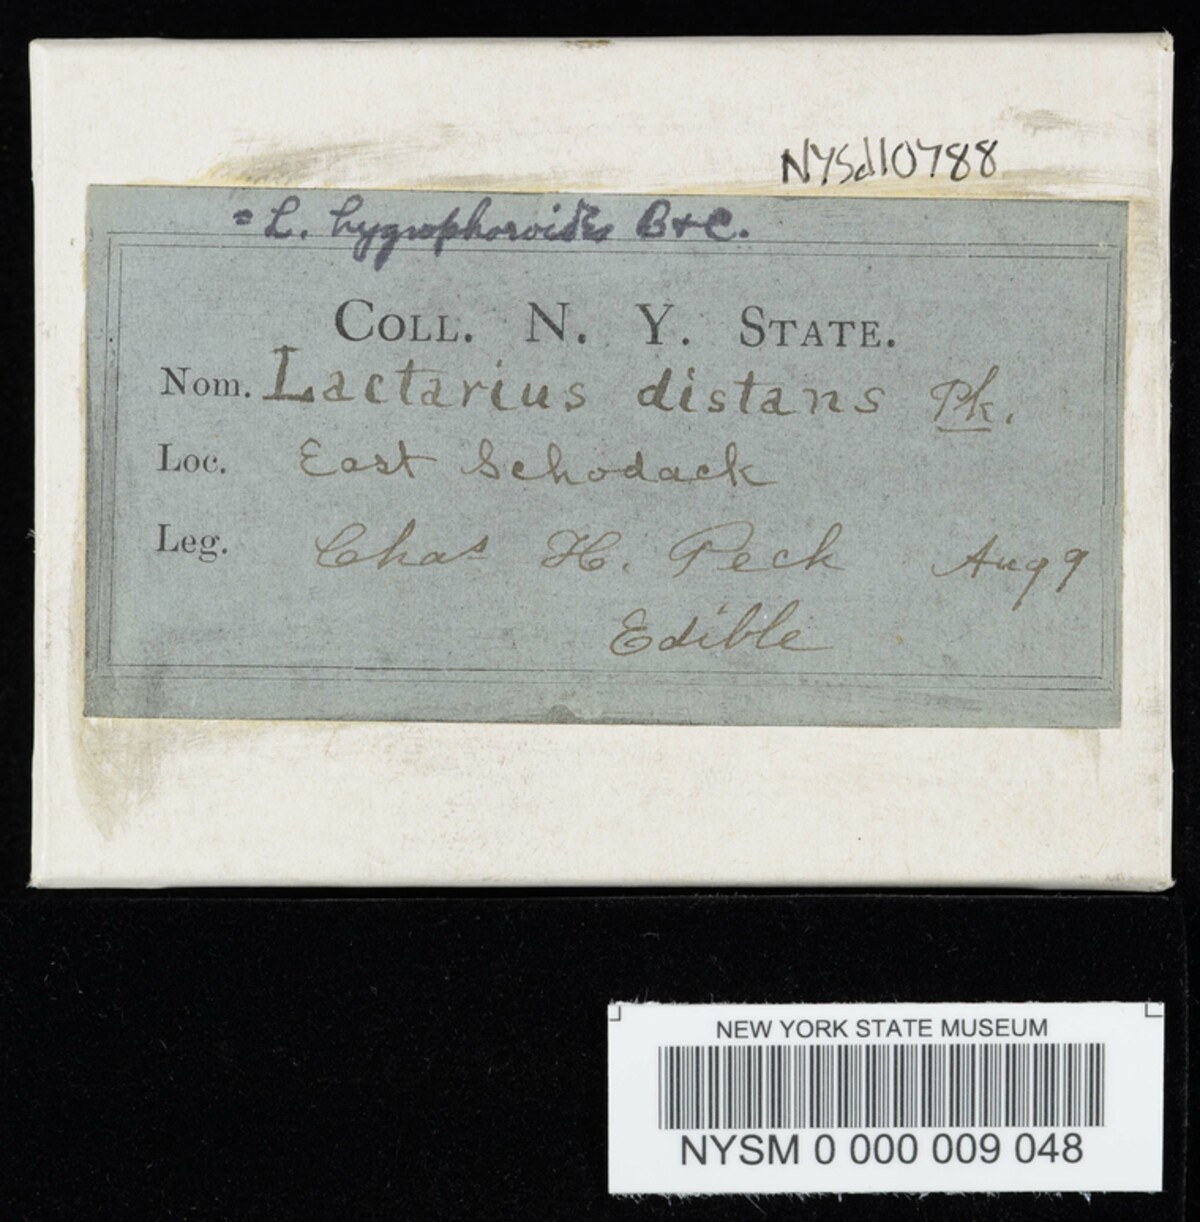 NYSd10788
= L. hygrophoroides B+C.
COLL. N. Y. STATE.
Nom. Lactarius distans Pk.
Loc. East Schodack
Leg. Chas H. Peck Aug 9
Edible
NEW YORK STATE MUSEUM
NYSM 0 000 009 048